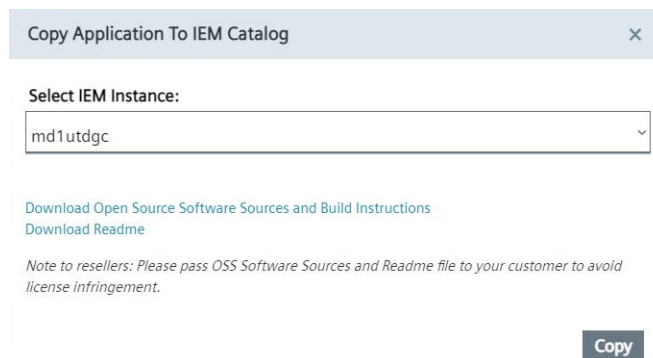 Copy Application To IEM Catalog
Select IEM Instance:
md1utdgc
Download Open Source Software Sources and Build Instructions
Download Readme
Note to resellers: Please pass OSS Software Sources and Readme file to your customer to avoid
license infringement.
Copy